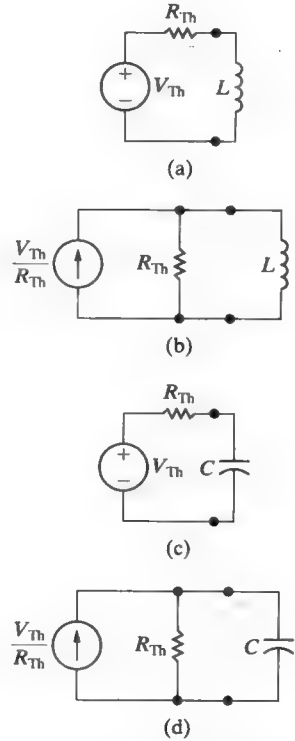 R_Th
+
V_Th
−
L
(a)
V_Th
R_Th
R_Th
L
(b)
R_Th
+
V_Th
−
C
(c)
V_Th
R_Th
R_Th
C
(d)